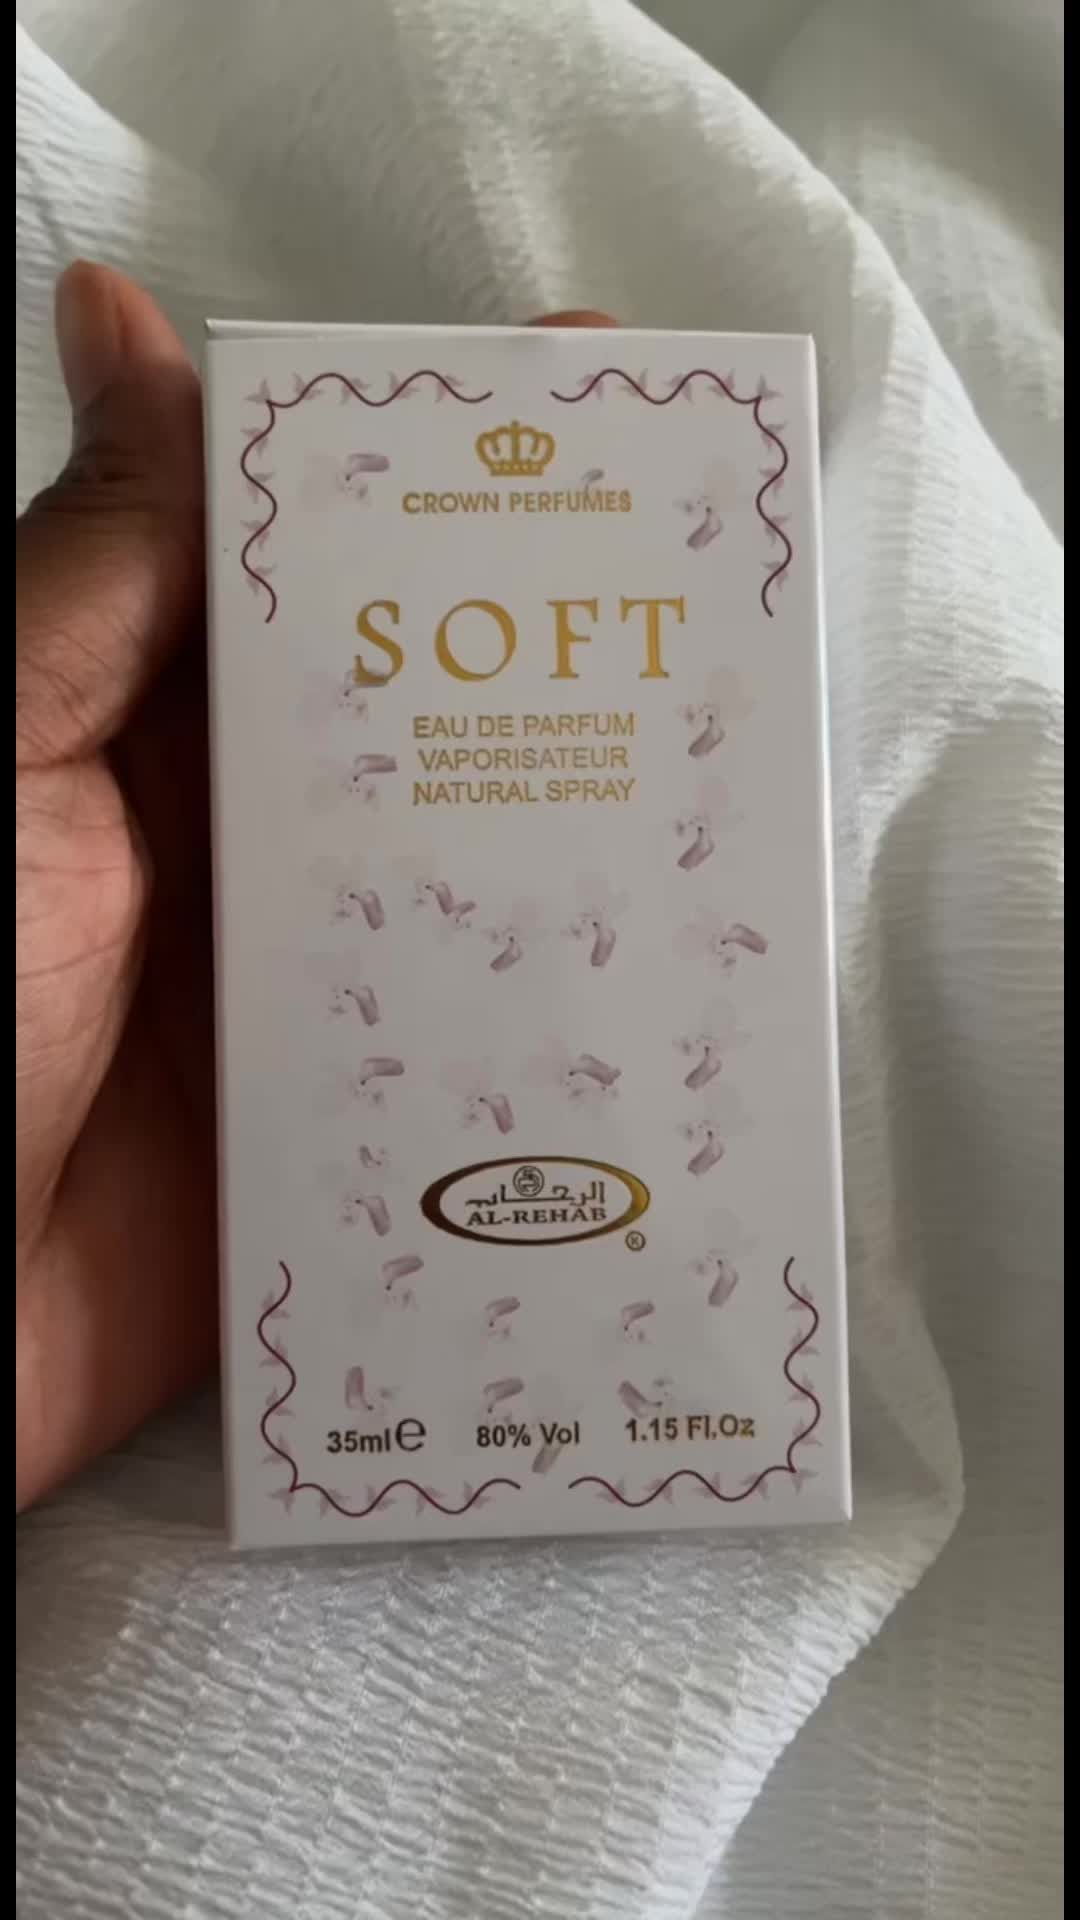 CROWN PERFUMES
SOFT
EAU DE PARFUM
VAPORISATEUR
NATURAL SPRAY
الرحاب
AL-REHAB
®
35ml℮ 80% Vol 1.15 Fl.Oz